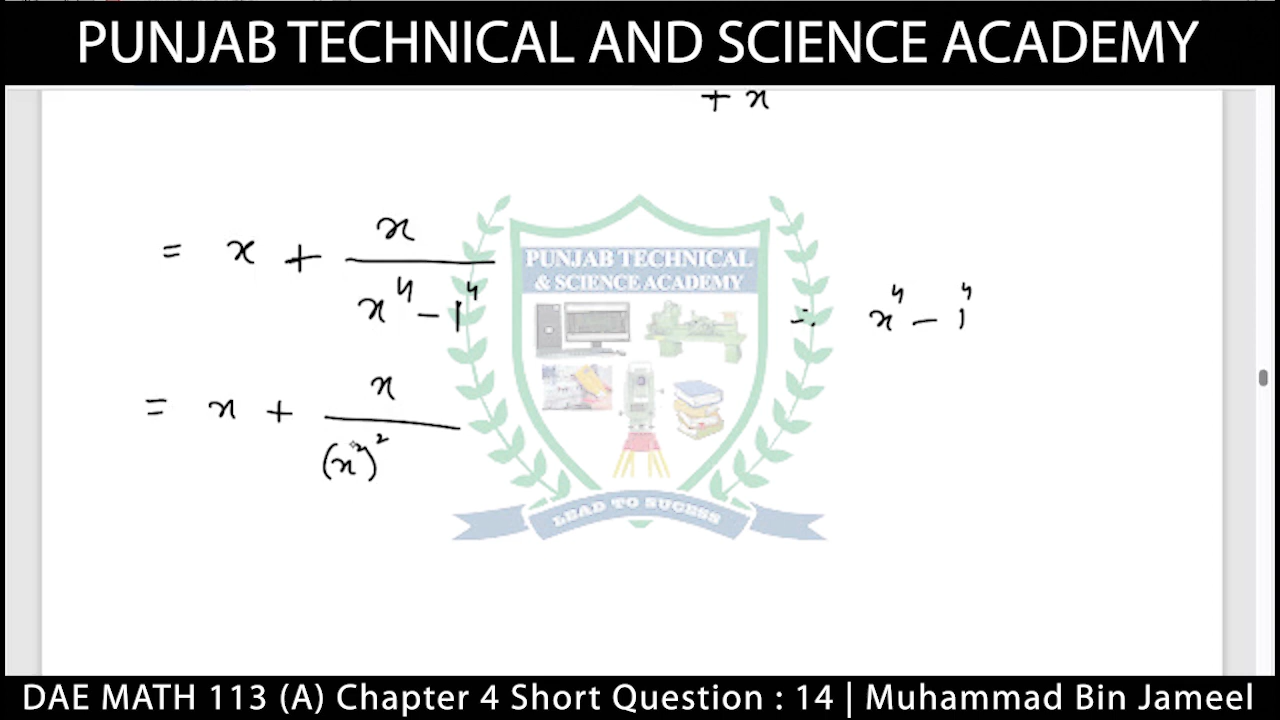 PUNJAB TECHNICAL AND SCIENCE ACADEMY
+ x
= x + x / x⁴ - 1⁴
PUNJAB TECHNICAL
& SCIENCE ACADEMY
∴ x⁴ - 1⁴
= x + x / (x²)²
LEAD TO SUCESS
DAE MATH 113 (A) Chapter 4 Short Question : 14 | Muhammad Bin Jameel